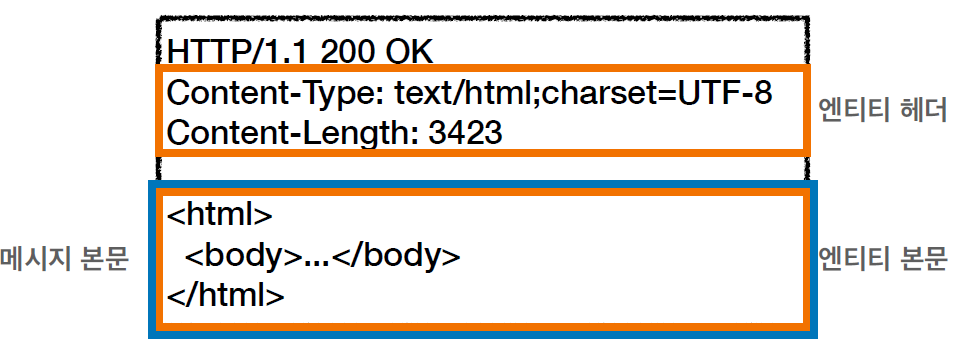 HTTP/1.1 200 OK
Content-Type: text/html;charset=UTF-8
Content-Length: 3423
엔티티 헤더
<html>
<body>...</body>
</html>
메시지 본문
엔티티 본문